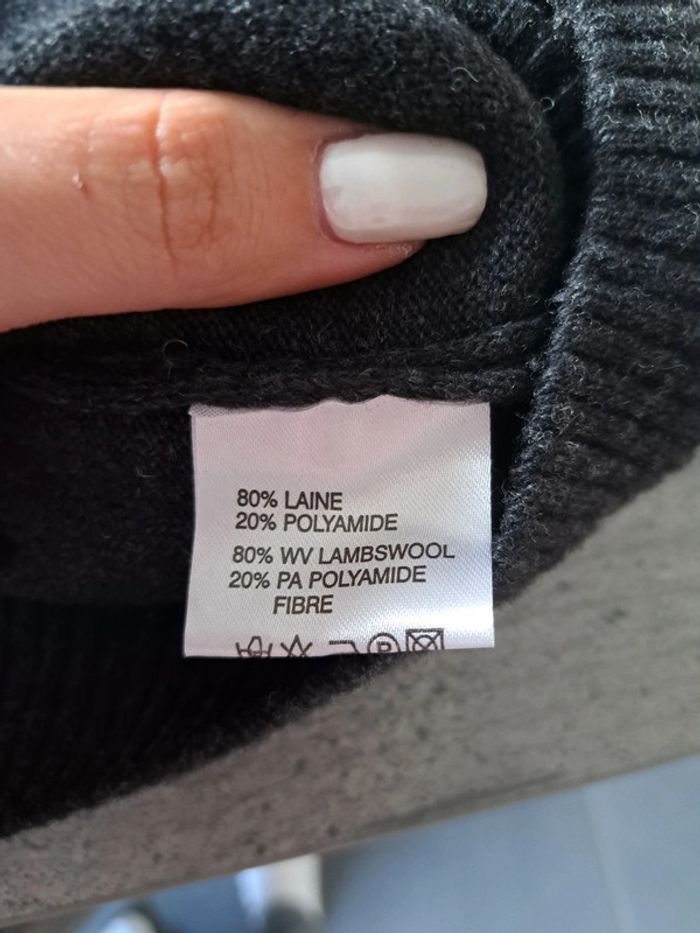 80% LAINE
20% POLYAMIDE
80% WV LAMBSWOOL
20% PA POLYAMIDE
FIBRE
P